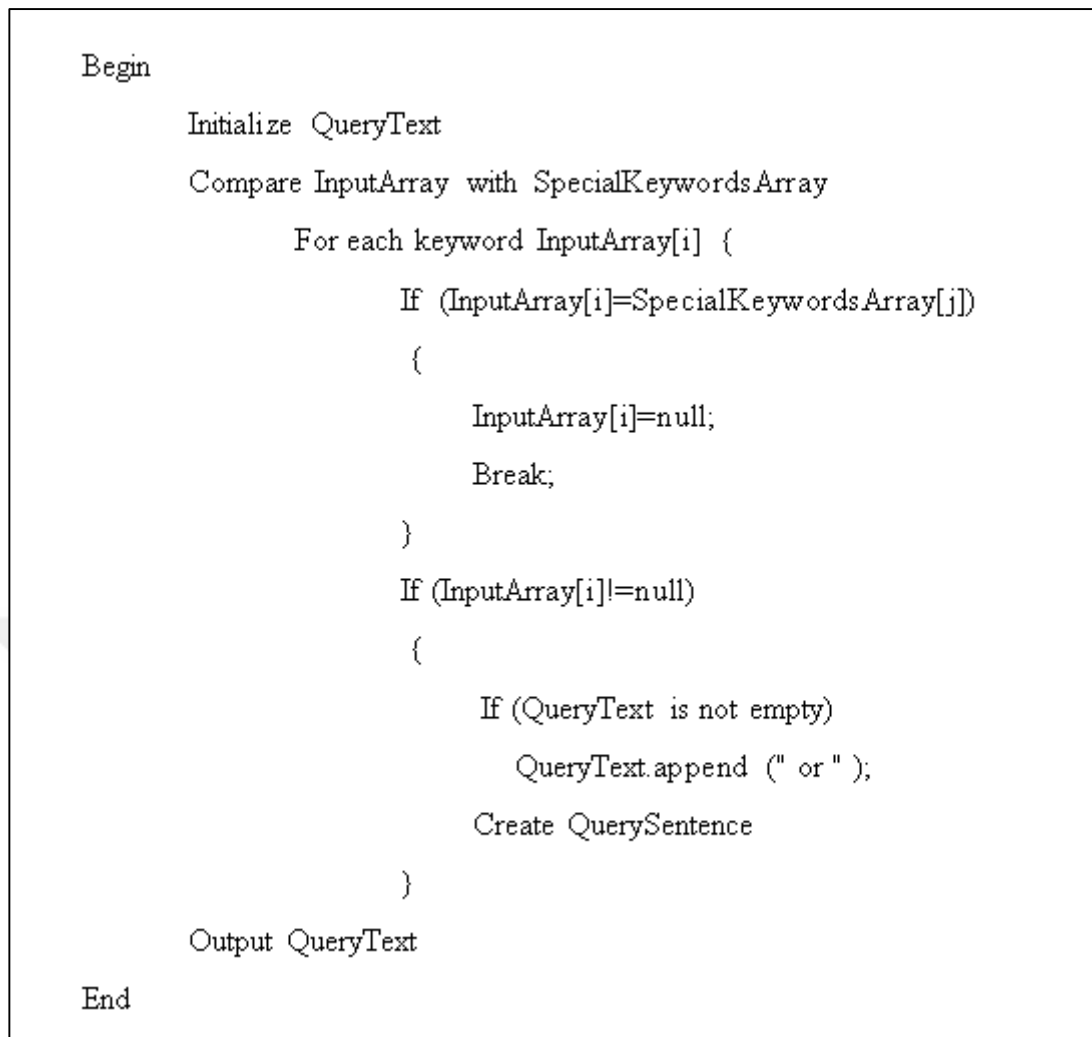 Begin
Initialize QueryText
Compare InputArray with SpecialKeywordsArray
For each keyword InputArray[i] {
If (InputArray[i]=SpecialKeywordsArray[j])
{
InputArray[i]=null;
Break;
}
If (InputArray[i]!=null)
{
If (QueryText is not empty)
QueryText.append (" or " );
Create QuerySentence
}
Output QueryText
End